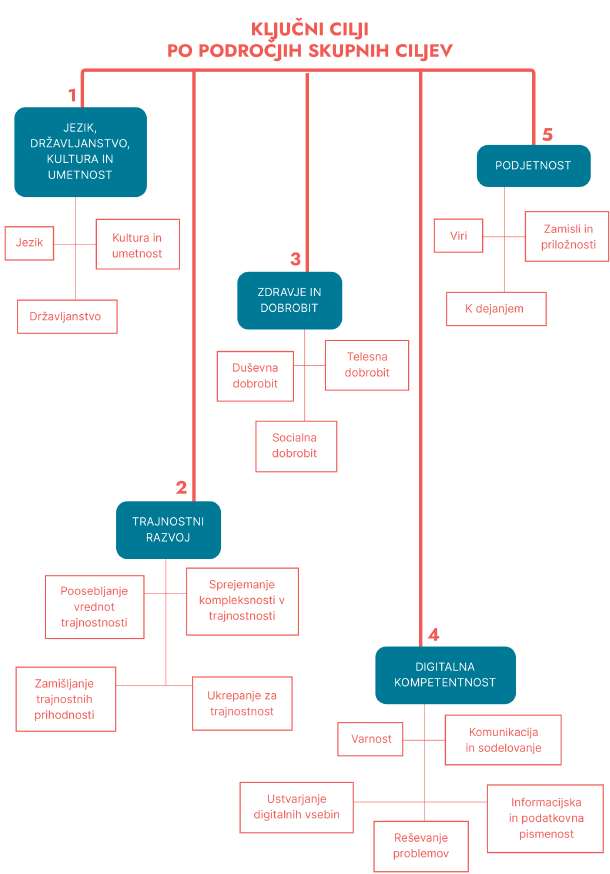 KLJUČNI CILJI
PO PODROČJIH SKUPNIH CILJEV
1
JEZIK,
DRŽAVLJANSTVO,
KULTURA IN
UMETNOST
Jezik
Kultura in
umetnost
Državljanstvo
2
TRAJNOSTNI
RAZVOJ
Poosebljanje
vrednot
trajnostnosti
Sprejemanje
kompleksnosti v
trajnostnosti
Zamišljanje
trajnostnih
prihodnosti
Ukrepanje za
trajnostnost
3
ZDRAVJE IN
DOBROBIT
Duševna
dobrobit
Telesna
dobrobit
Socialna
dobrobit
4
DIGITALNA
KOMPETENTNOST
Varnost
Komunikacija
in sodelovanje
Ustvarjanje
digitalnih vsebin
Informacijska
in podatkovna
pismenost
Reševanje
problemov
5
PODJETNOST
Viri
Zamisli in
priložnosti
K dejanjem